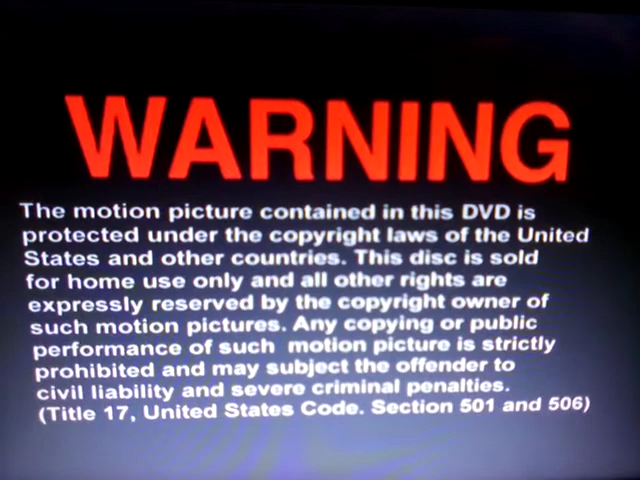 WARNING
The motion picture contained in this DVD is
protected under the copyright laws of the United
States and other countries. This disc is sold
for home use only and all other rights are
expressly reserved by the copyright owner of
such motion pictures. Any copying or public
performance of such motion picture is strictly
prohibited and may subject the offender to
civil liability and severe criminal penalties.
(Title 17, United States Code. Section 501 and 506)